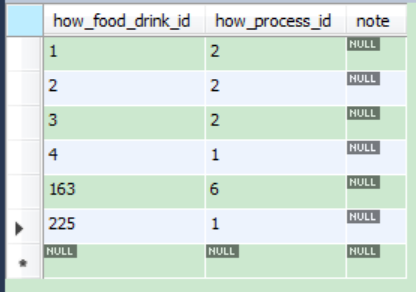 how_food_drink_id how_process_id note
1 2 NULL
2 2 NULL
3 2 NULL
4 1 NULL
163 6 NULL
225 1 NULL
* NULL NULL NULL